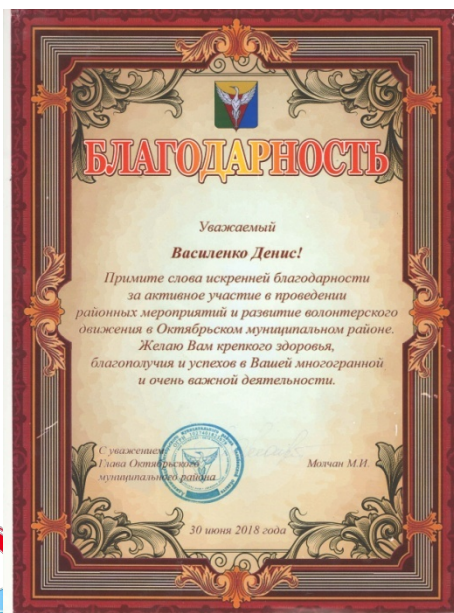 БЛАГОДАРНОСТЬ
Уважаемый
Василенко Денис!
Примите слова искренней благодарности
за активное участие в проведении
районных мероприятий и развитие волонтерского
движения в Октябрьском муниципальном районе.
Желаю Вам крепкого здоровья,
благополучия и успехов в Вашей многогранной
и очень важной деятельности.
С уважением
Глава Октябрьского
муниципального района
Молчан М.И.
30 июня 2018 года